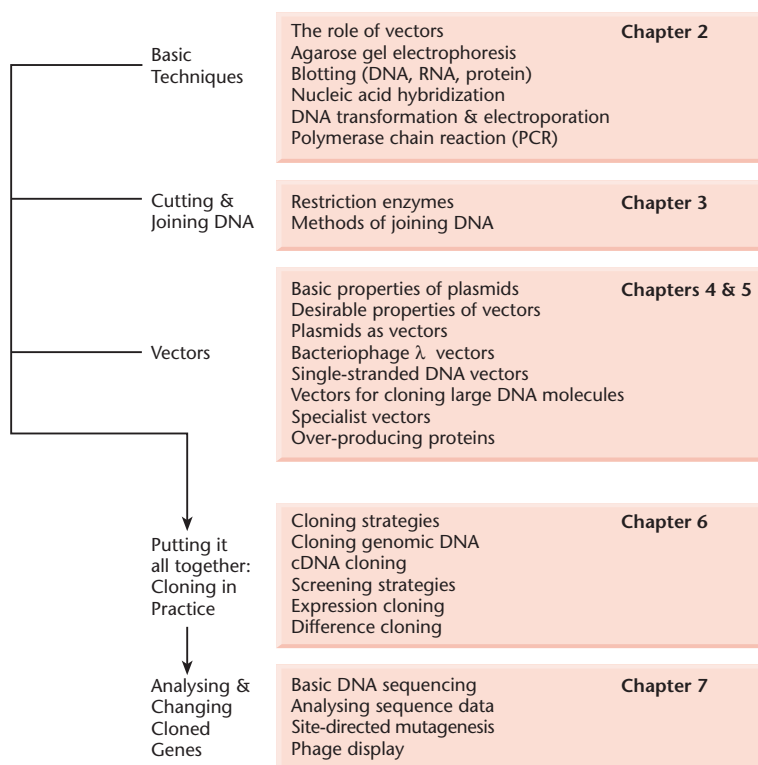 Basic
Techniques
The role of vectors Chapter 2
Agarose gel electrophoresis
Blotting (DNA, RNA, protein)
Nucleic acid hybridization
DNA transformation & electroporation
Polymerase chain reaction (PCR)
Cutting &
Joining DNA
Restriction enzymes Chapter 3
Methods of joining DNA
Vectors
Basic properties of plasmids Chapters 4 & 5
Desirable properties of vectors
Plasmids as vectors
Bacteriophage λ vectors
Single-stranded DNA vectors
Vectors for cloning large DNA molecules
Specialist vectors
Over-producing proteins
Putting it
all together:
Cloning in
Practice
Cloning strategies Chapter 6
Cloning genomic DNA
cDNA cloning
Screening strategies
Expression cloning
Difference cloning
Analysing &
Changing
Cloned
Genes
Basic DNA sequencing Chapter 7
Analysing sequence data
Site-directed mutagenesis
Phage display